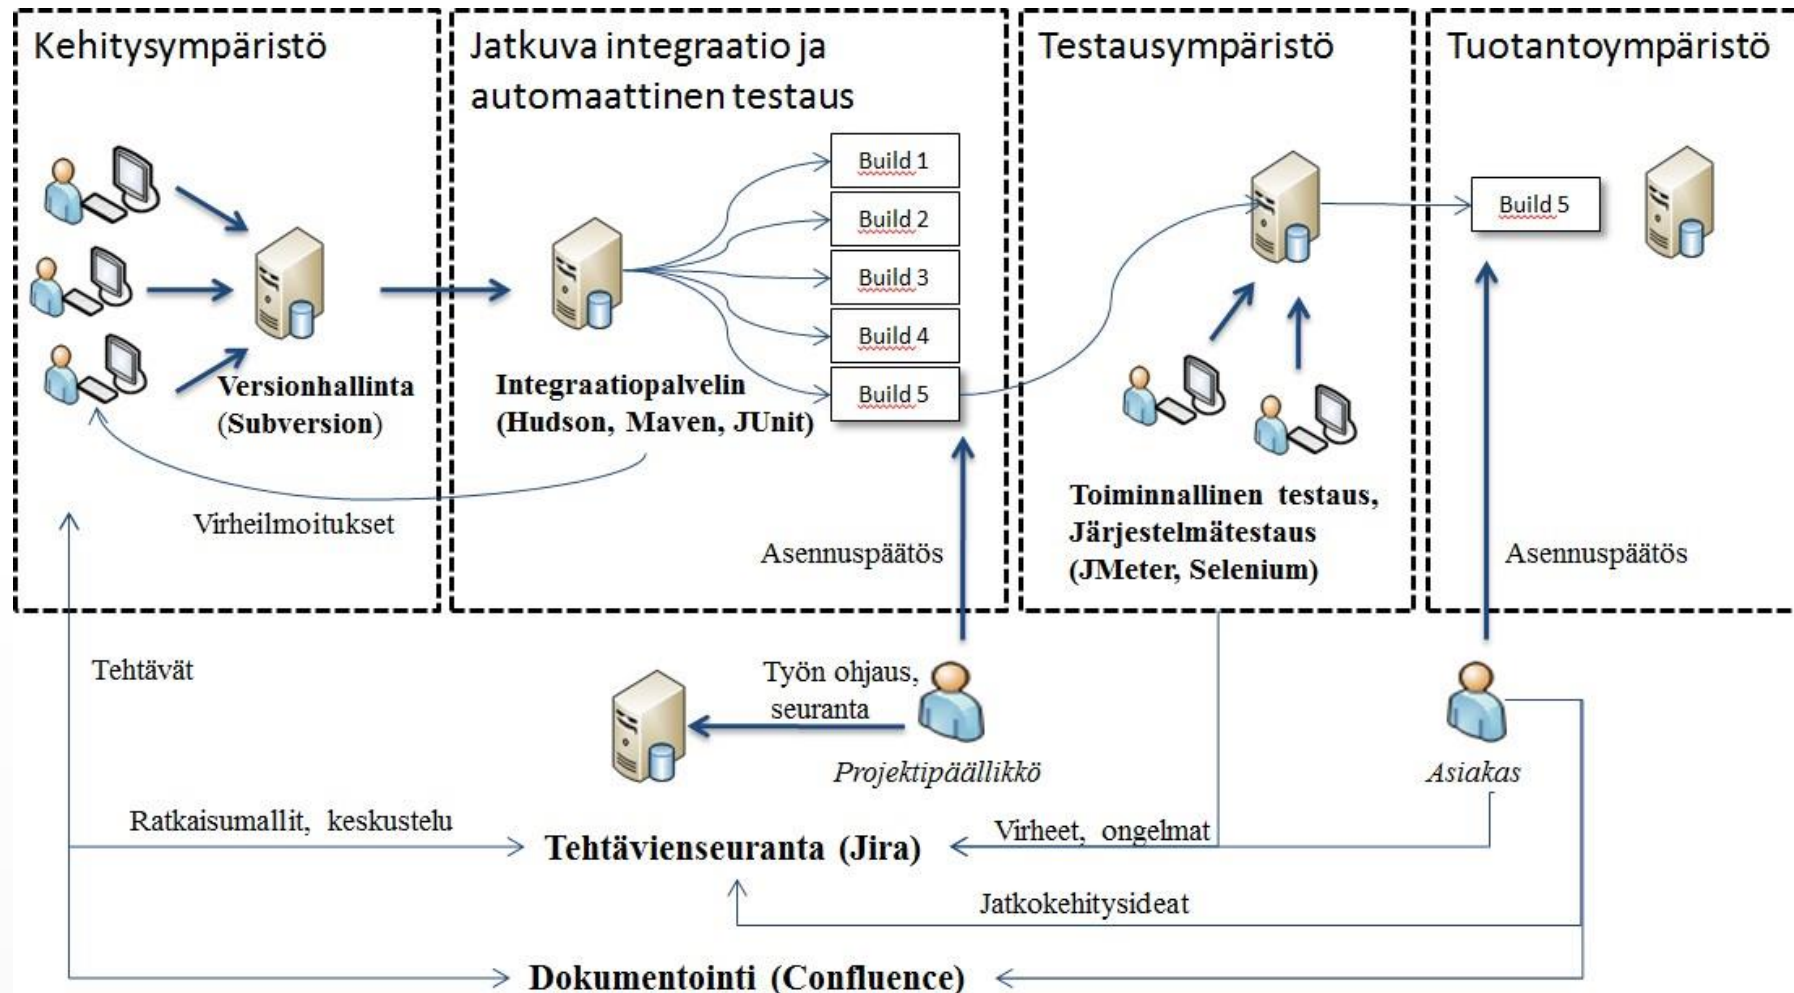 Kehitysympäristö
Jatkuva integraatio ja
automaattinen testaus
Testausympäristö
Tuotantoympäristö
Build 1
Build 2
Build 3
Build 4
Build 5
Build 5
Versionhallinta
(Subversion)
Integraatiopalvelin
(Hudson, Maven, JUnit)
Virheilmoitukset
Asennuspäätös
Toiminnallinen testaus,
Järjestelmätestaus
(JMeter, Selenium)
Asennuspäätös
Tehtävät
Työn ohjaus,
seuranta
Projektipäällikkö
Asiakas
Ratkaisumallit, keskustelu
Tehtävienseuranta (Jira)
Virheet, ongelmat
Jatkokehitysideat
Dokumentointi (Confluence)